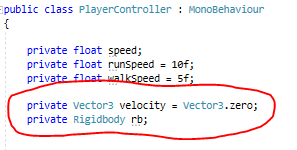 public class PlayerController : MonoBehaviour
{
private float speed;
private float runSpeed = 10f;
private float walkSpeed = 5f;
private Vector3 velocity = Vector3.zero;
private Rigidbody rb;